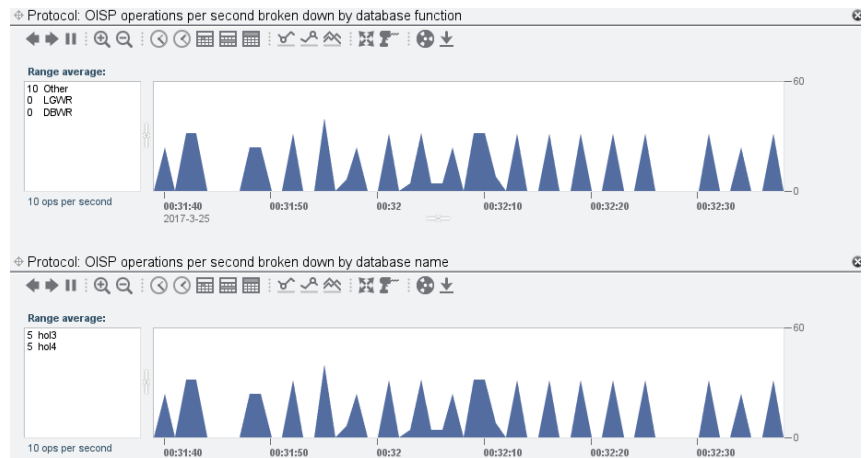 Protocol: OISP operations per second broken down by database function
Range average:
10 Other
0 LGWR
0 DBWR
10 ops per second
60
0
00:31:40 00:31:50 00:32 00:32:10 00:32:20 00:32:30
2017-3-25
Protocol: OISP operations per second broken down by database name
Range average:
5 hol3
5 hol4
10 ops per second
60
0
00:31:40 00:31:50 00:32 00:32:10 00:32:20 00:32:30